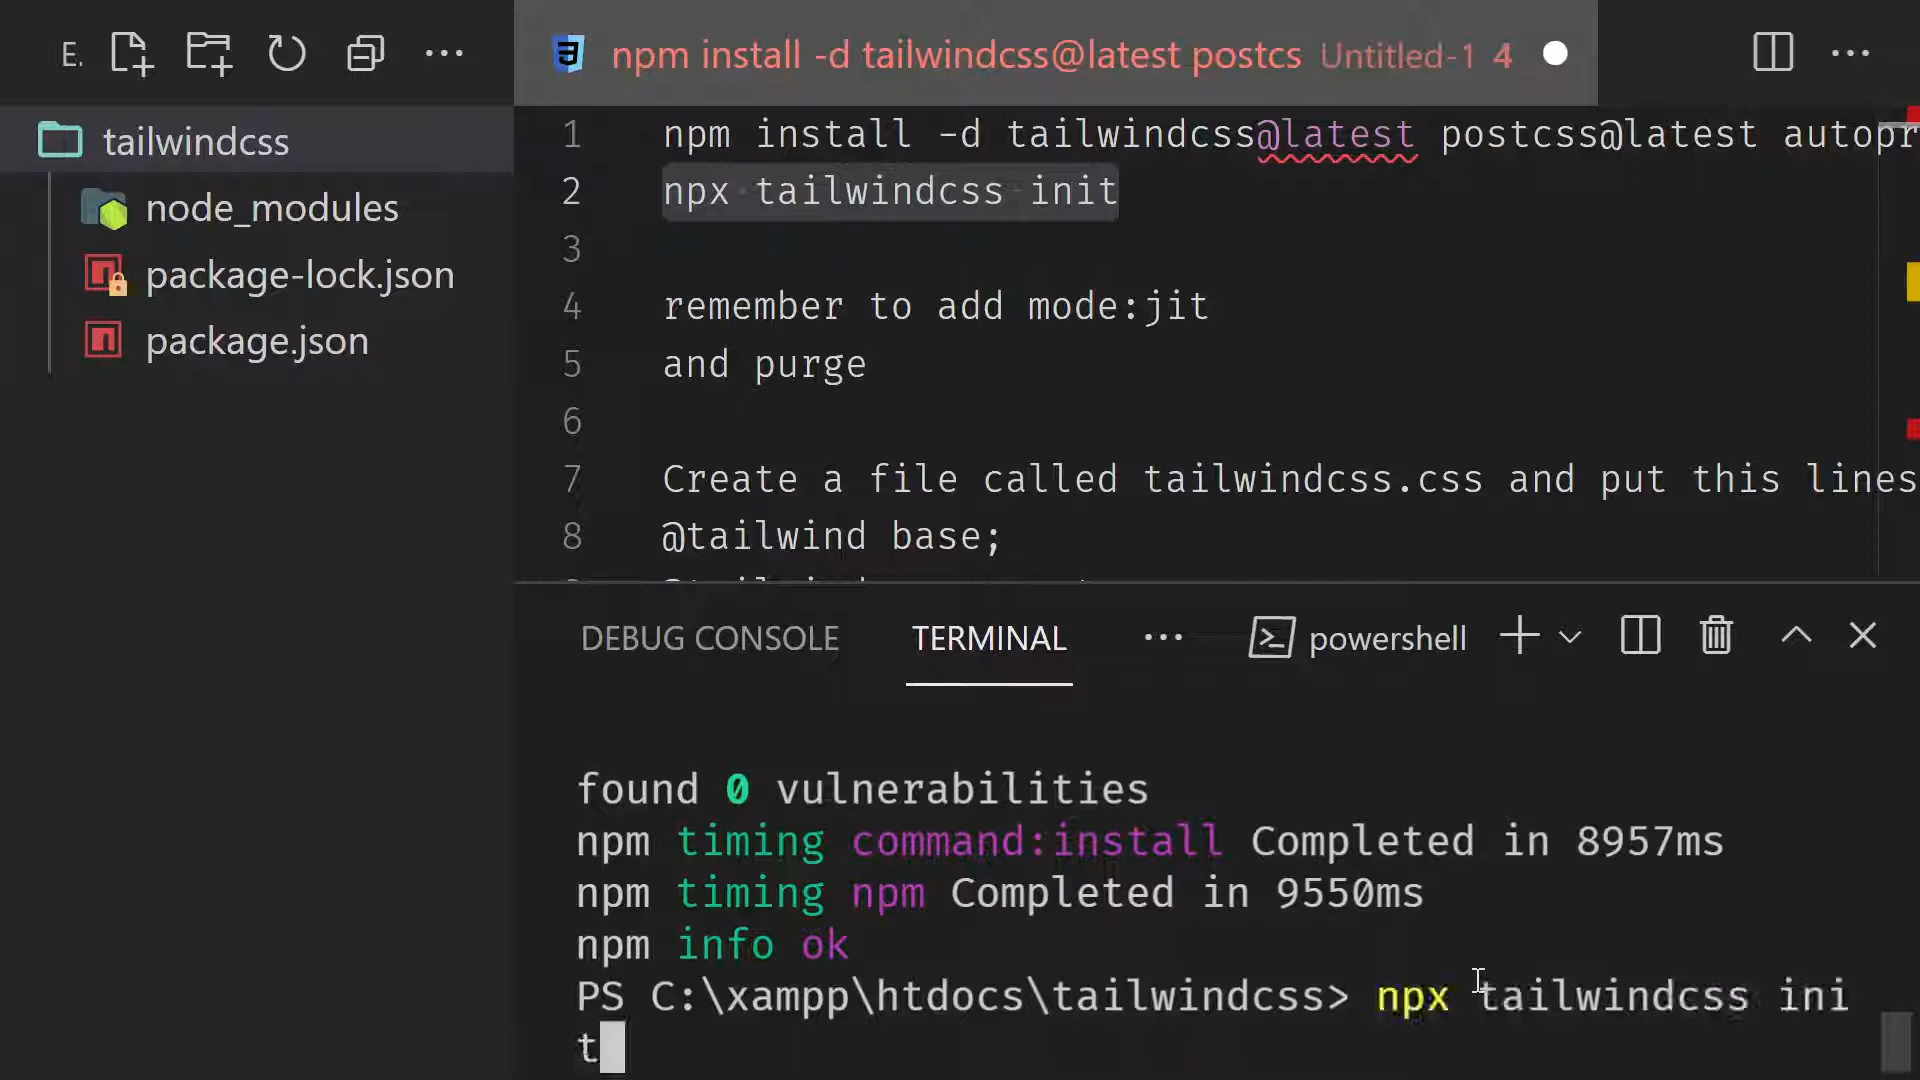 E.
npm install -d tailwindcss@latest postcs Untitled-1 4
tailwindcss
node_modules
package-lock.json
package.json
1 npm install -d tailwindcss@latest postcss@latest autopr
2 npx tailwindcss init
3
4 remember to add mode:jit
5 and purge
6
7 Create a file called tailwindcss.css and put this lines
8 @tailwind base;
DEBUG CONSOLE TERMINAL powershell
found 0 vulnerabilities
npm timing command:install Completed in 8957ms
npm timing npm Completed in 9550ms
npm info ok
PS C:\xampp\htdocs\tailwindcss> npx tailwindcss ini
t